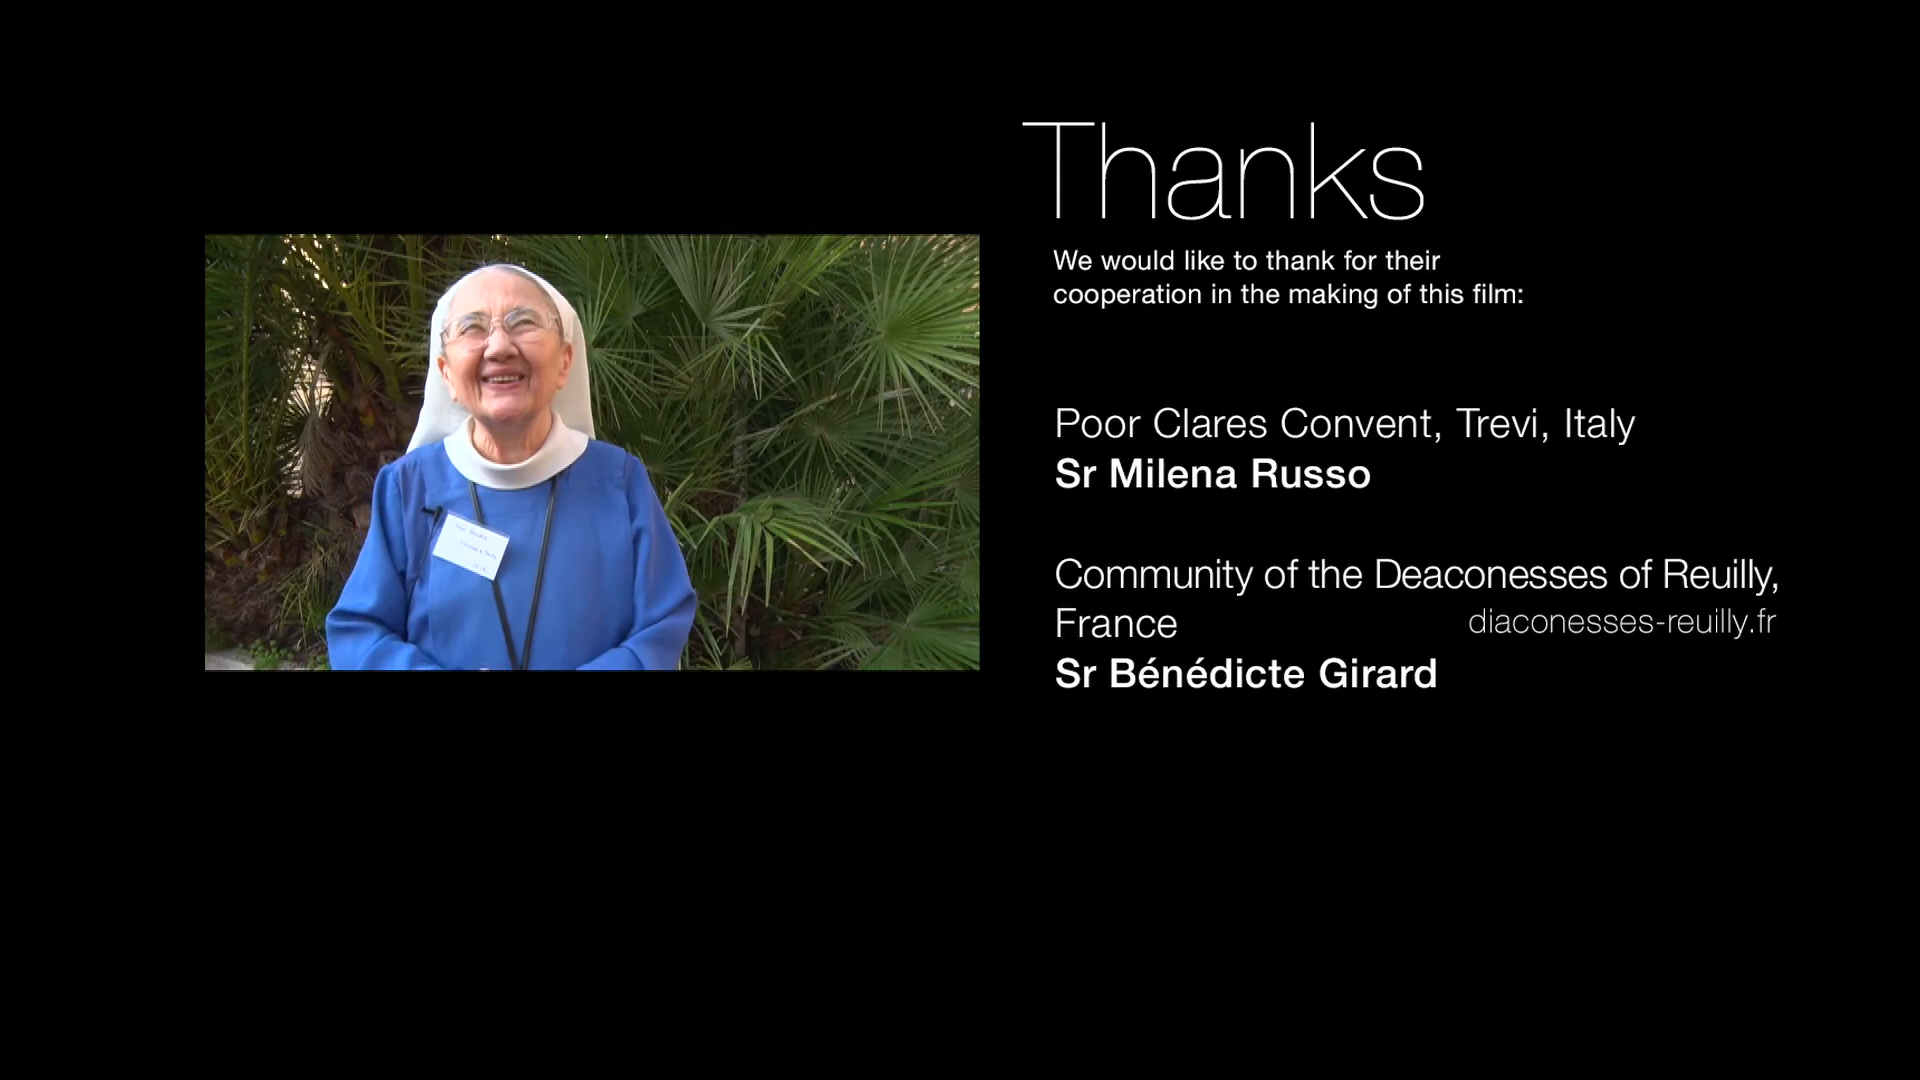 Thanks
We would like to thank for their
cooperation in the making of this film:
Poor Clares Convent, Trevi, Italy
Sr Milena Russo
Community of the Deaconesses of Reuilly,
France
diaconesses-reuilly.fr
Sr Bénédicte Girard